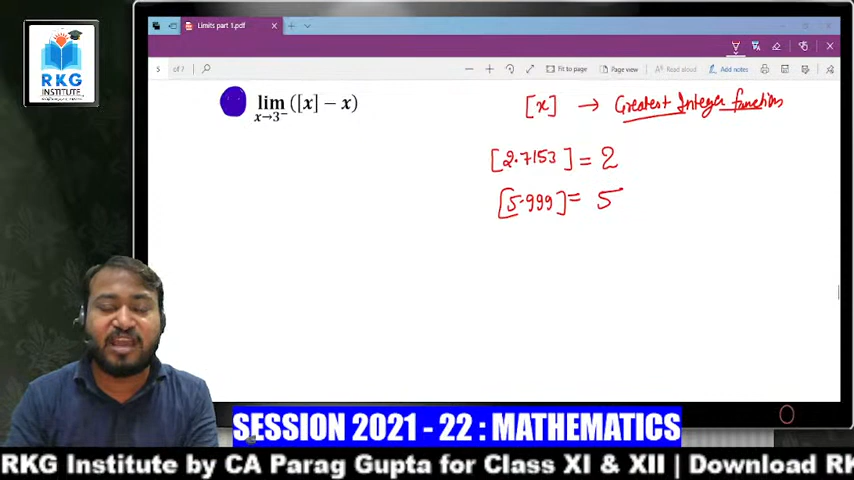 RKG
INSTITUTE
Limits part 1.pdf
5 of 7
Fit to page
Page view
Read aloud
Add notes
lim ([x] − x)
x→3⁻
[x] → Greatest Integer function
[2.7153] = 2
[5.999] = 5
SESSION 2021 - 22 : MATHEMATICS
RKG Institute by CA Parag Gupta for Class XI & XII | Download RK